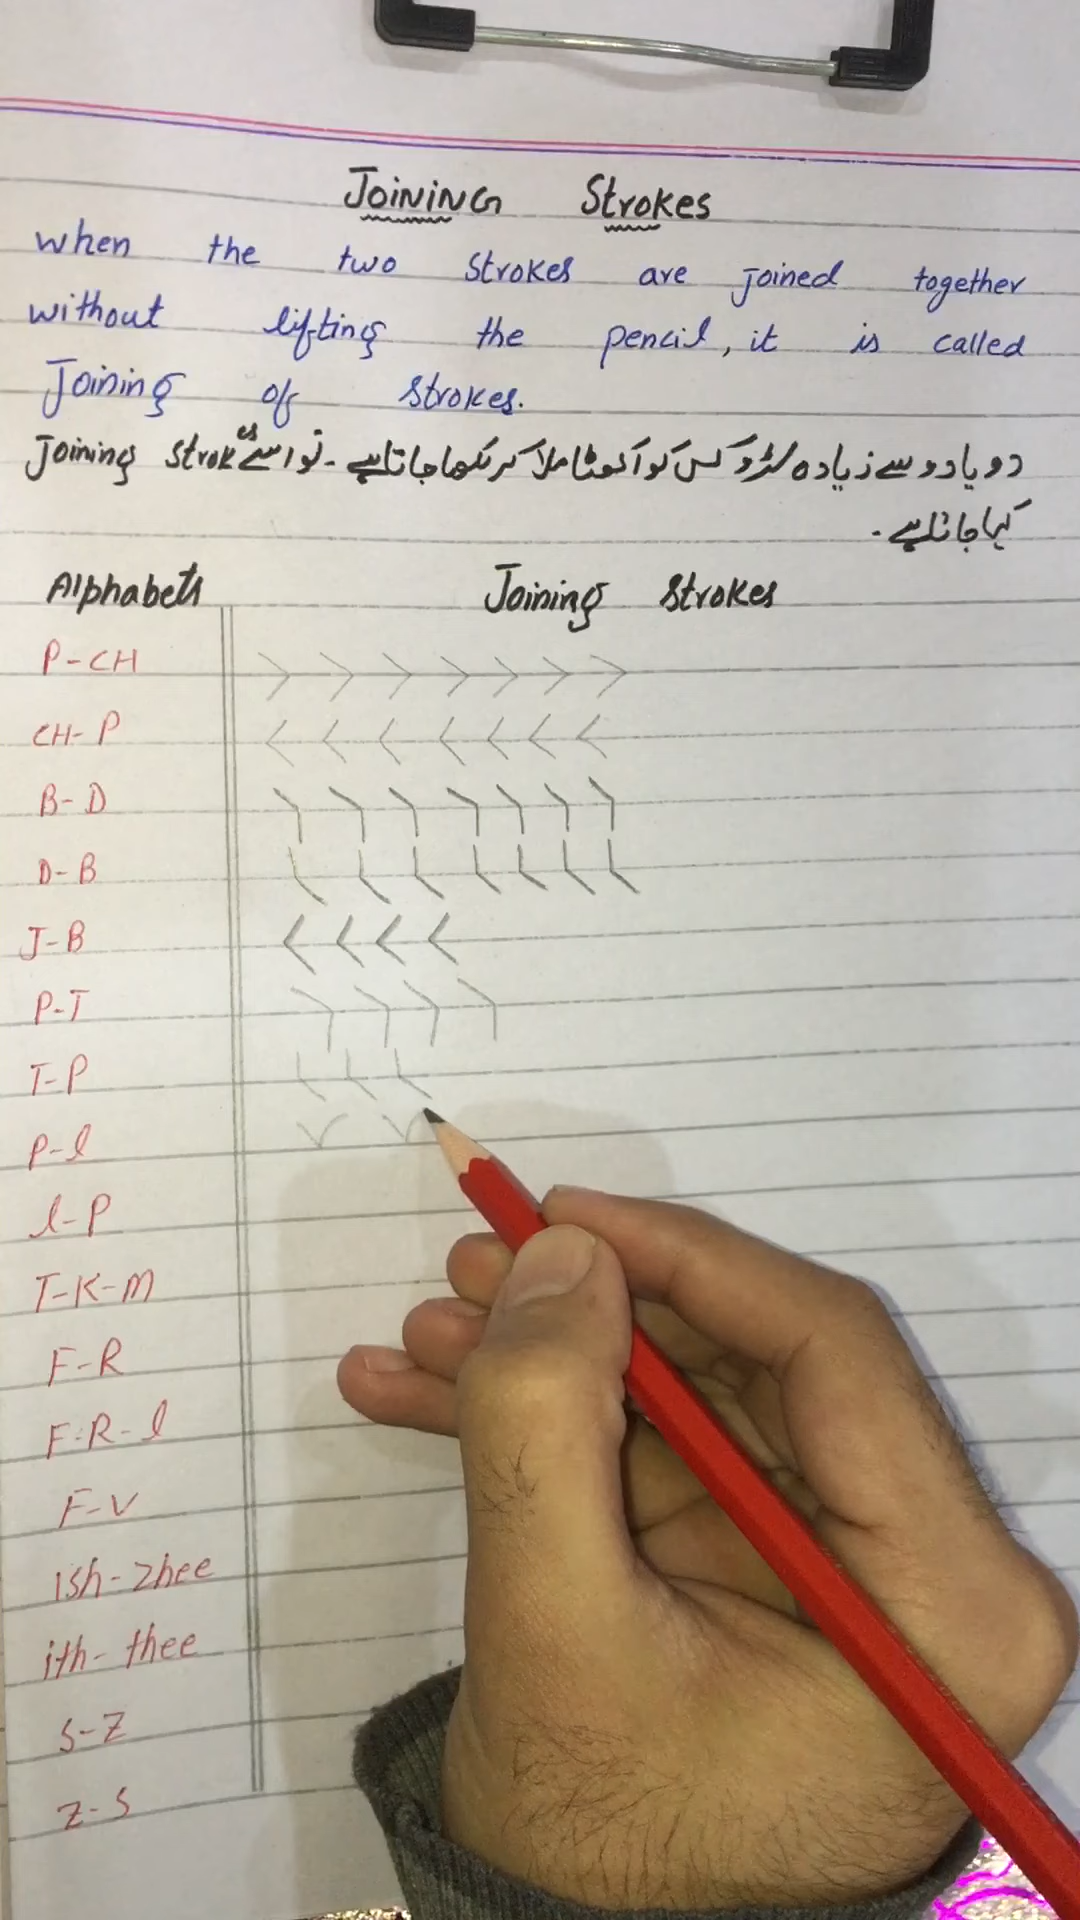 Joining Strokes
when the two strokes are joined together
without lifting the pencil, it is called
Joining of strokes.
دو یا دو سے زیادہ سٹروکس کو اکھٹا ملا کر لکھا جاتا ہے ۔ تو اسے Joining Strokes
کہا جاتا ہے ۔
Alphabets Joining Strokes
P-CH
CH-P
B-D
D-B
J-B
P-T
T-P
P-l
l-P
T-K-M
F-R
F-R-l
F-V
ish-zhee
ith-thee
S-Z
Z-S